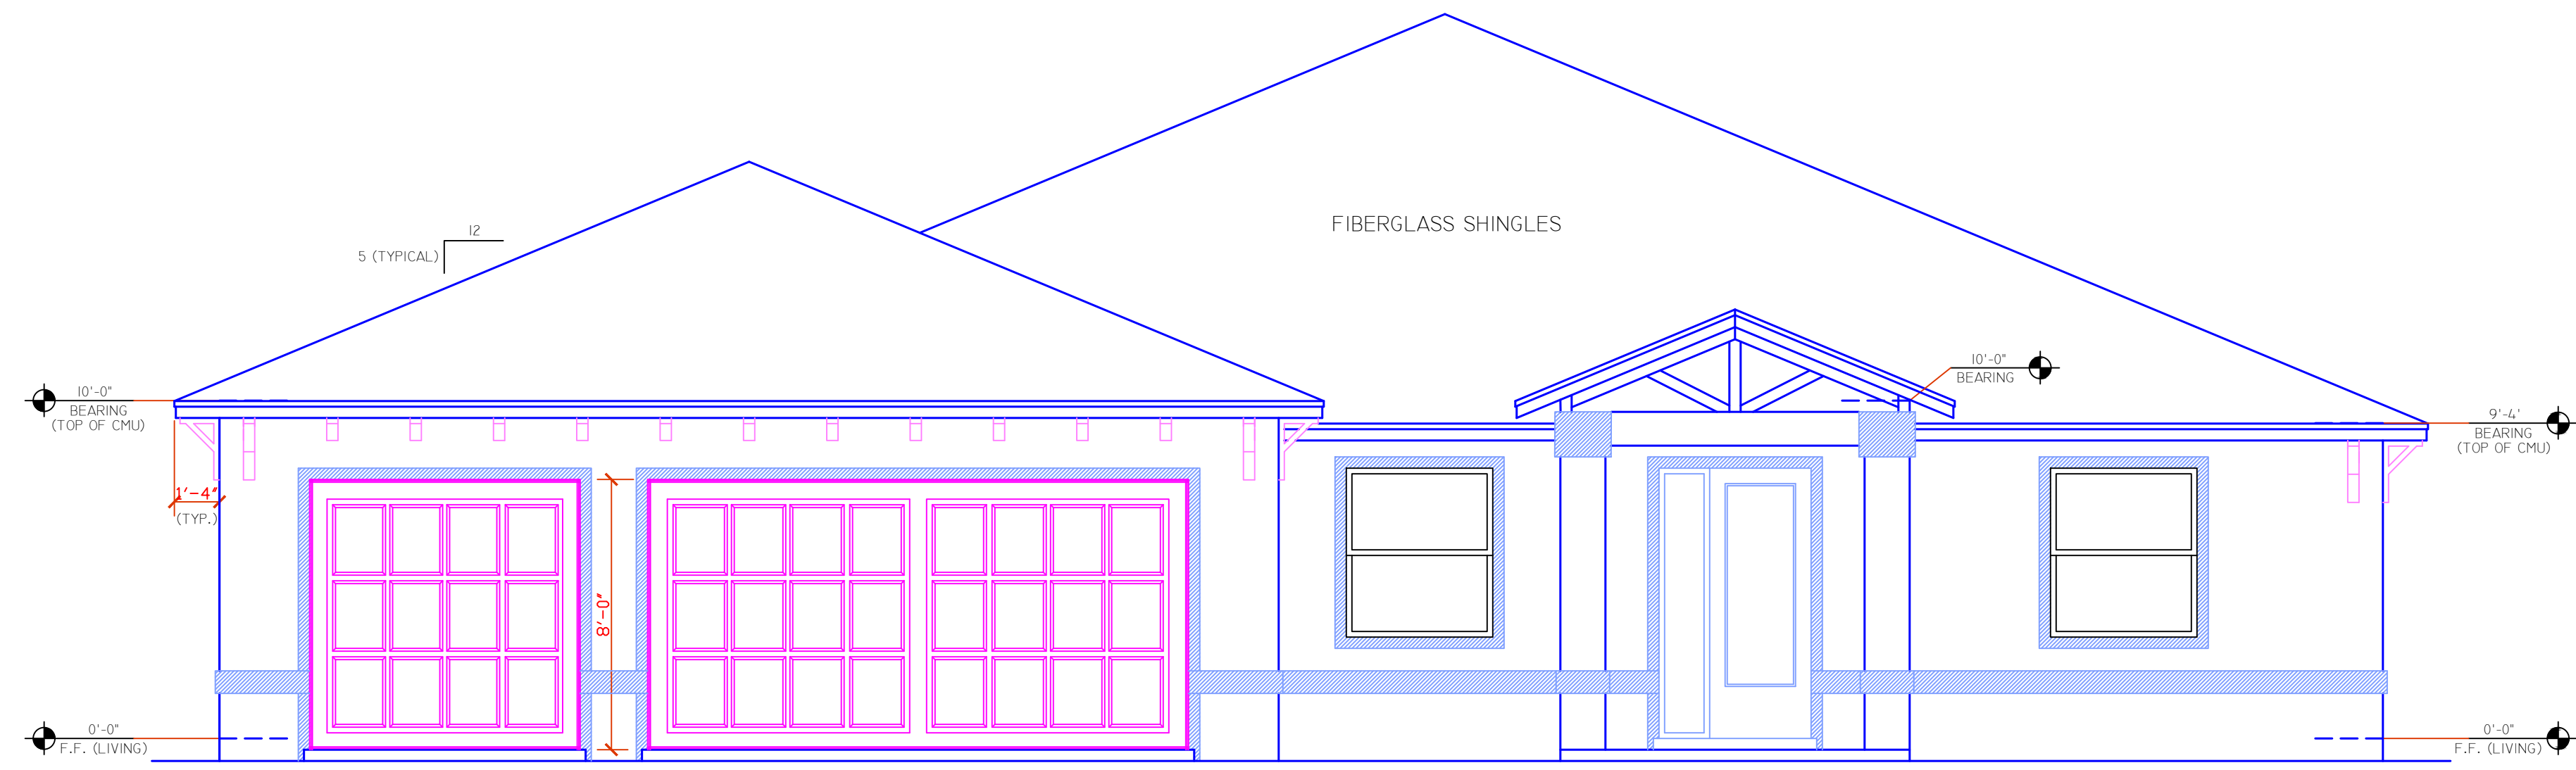 FIBERGLASS SHINGLES
12
5 (TYPICAL)
10'-0"
BEARING
(TOP OF CMU)
10'-0"
BEARING
9'-4'
BEARING
(TOP OF CMU)
1'-4"
(TYP.)
8'-0"
0'-0"
F.F. (LIVING)
0'-0"
F.F. (LIVING)